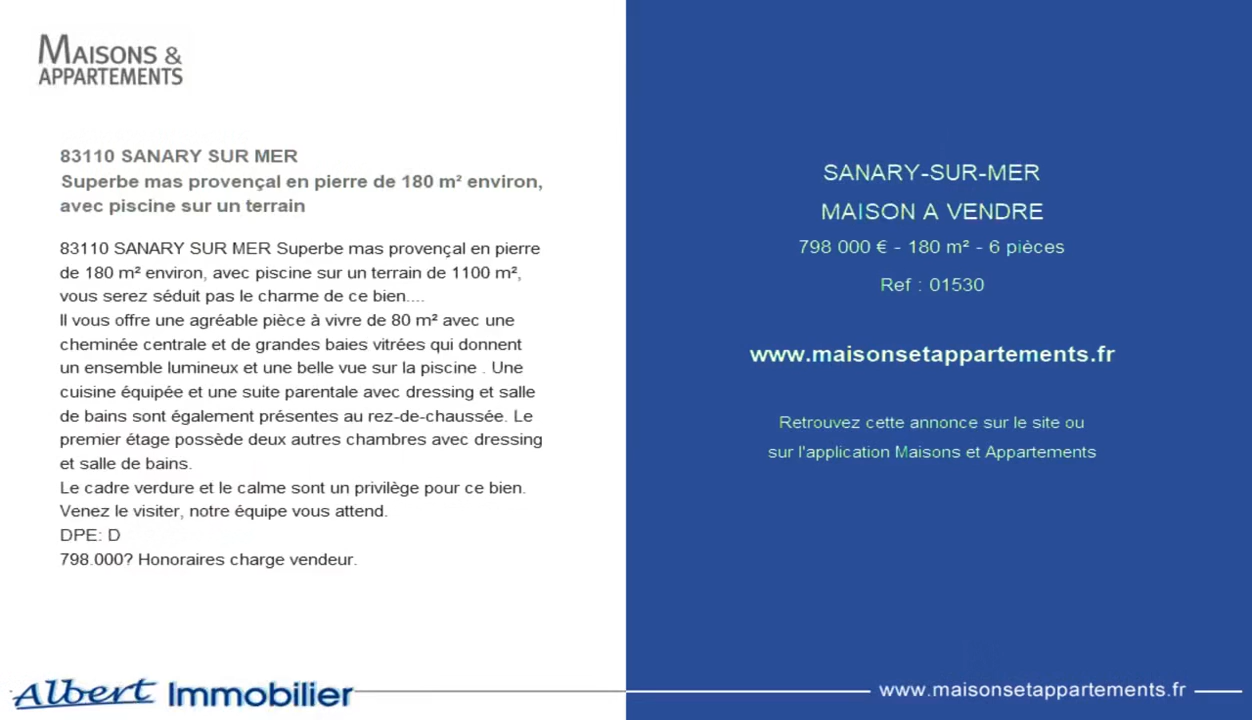 MAISONS &
APPARTEMENTS
83110 SANARY SUR MER
Superbe mas provençal en pierre de 180 m² environ,
avec piscine sur un terrain
83110 SANARY SUR MER Superbe mas provençal en pierre
de 180 m² environ, avec piscine sur un terrain de 1100 m²,
vous serez séduit pas le charme de ce bien....
Il vous offre une agréable pièce à vivre de 80 m² avec une
cheminée centrale et de grandes baies vitrées qui donnent
un ensemble lumineux et une belle vue sur la piscine . Une
cuisine équipée et une suite parentale avec dressing et salle
de bains sont également présentes au rez-de-chaussée. Le
premier étage possède deux autres chambres avec dressing
et salle de bains.
Le cadre verdure et le calme sont un privilège pour ce bien.
Venez le visiter, notre équipe vous attend.
DPE: D
798.000? Honoraires charge vendeur.
Albert Immobilier
SANARY-SUR-MER
MAISON A VENDRE
798 000 € - 180 m² - 6 pièces
Ref : 01530
www.maisonsetappartements.fr
Retrouvez cette annonce sur le site ou
sur l'application Maisons et Appartements
www.maisonsetappartements.fr